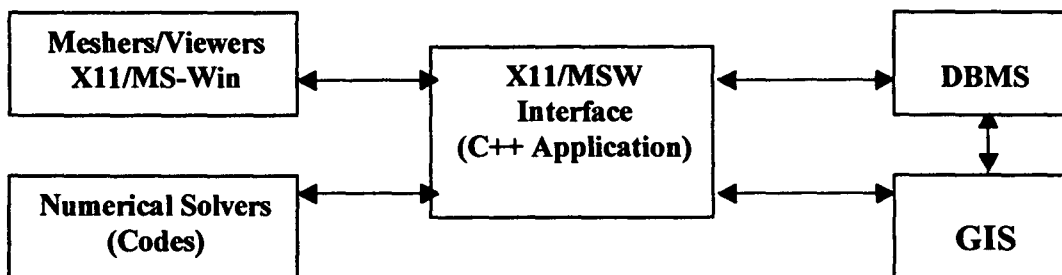 Meshers/Viewers
X11/MS-Win
X11/MSW
Interface
(C++ Application)
DBMS
Numerical Solvers
(Codes)
GIS